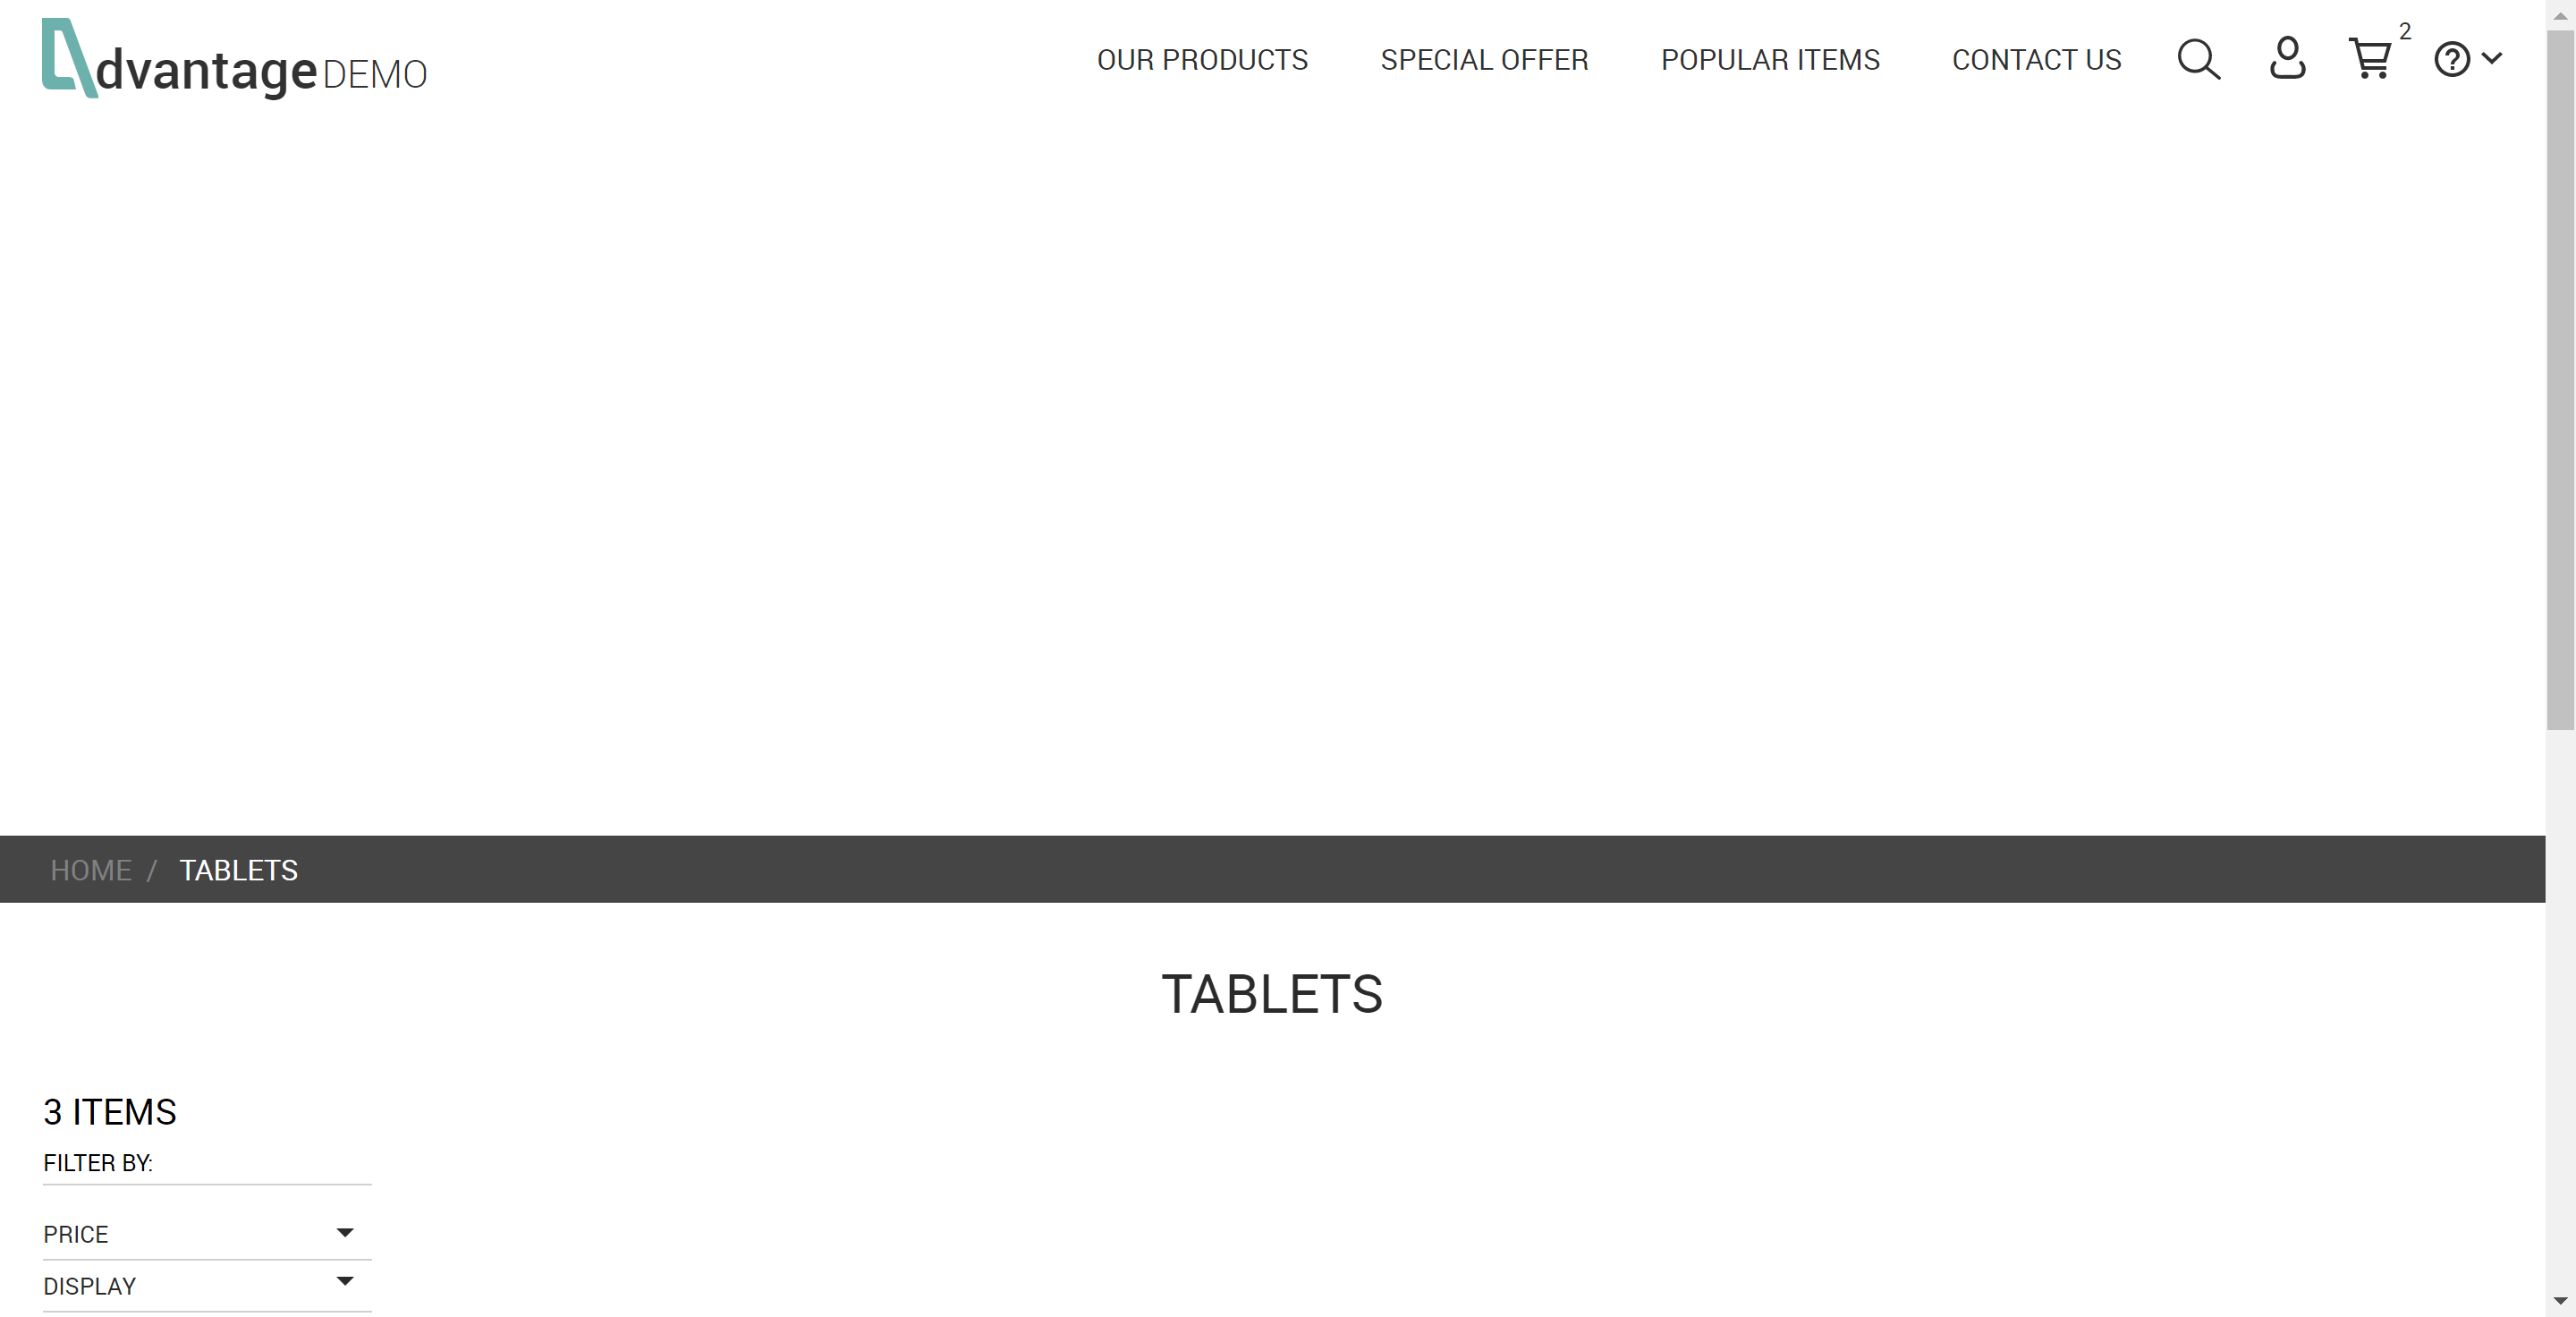 dvantage DEMO
OUR PRODUCTS SPECIAL OFFER POPULAR ITEMS CONTACT US 2
HOME / TABLETS
TABLETS
3 ITEMS
FILTER BY:
PRICE
DISPLAY